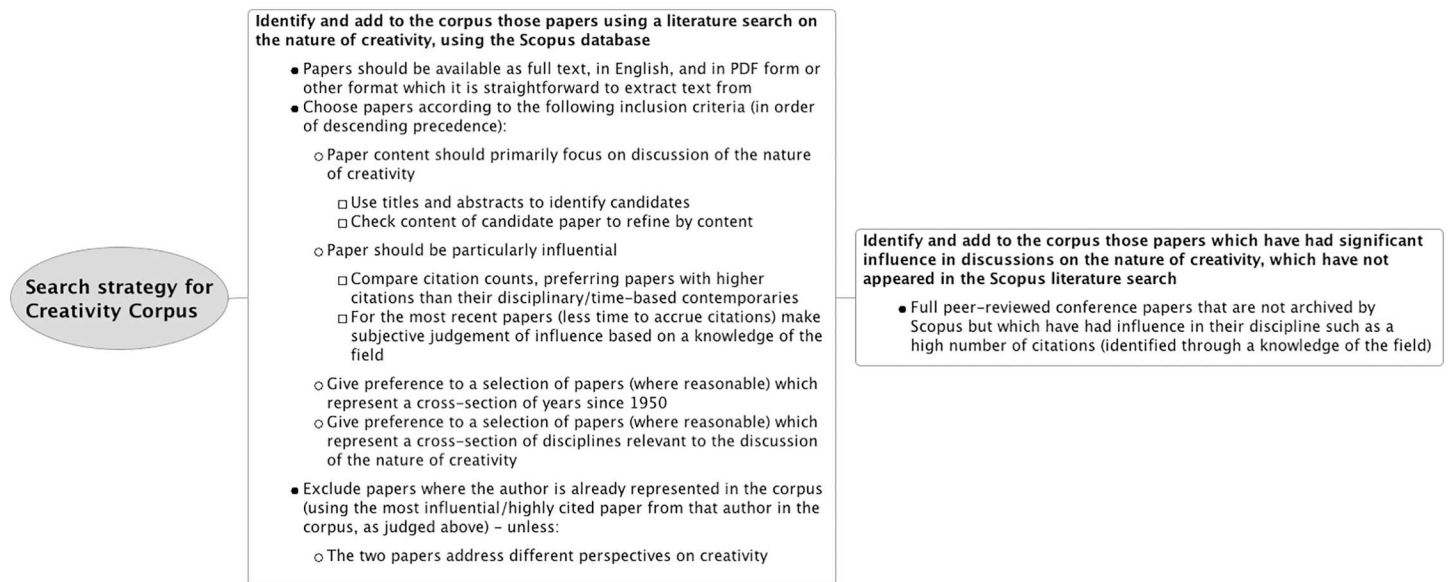 Search strategy for
Creativity Corpus
Identify and add to the corpus those papers using a literature search on
the nature of creativity, using the Scopus database
● Papers should be available as full text, in English, and in PDF form or
other format which it is straightforward to extract text from
● Choose papers according to the following inclusion criteria (in order
of descending precedence):
○ Paper content should primarily focus on discussion of the nature
of creativity
□ Use titles and abstracts to identify candidates
□ Check content of candidate paper to refine by content
○ Paper should be particularly influential
□ Compare citation counts, preferring papers with higher
citations than their disciplinary/time-based contemporaries
□ For the most recent papers (less time to accrue citations) make
subjective judgement of influence based on a knowledge of the
field
○ Give preference to a selection of papers (where reasonable) which
represent a cross-section of years since 1950
○ Give preference to a selection of papers (where reasonable) which
represent a cross-section of disciplines relevant to the discussion
of the nature of creativity
● Exclude papers where the author is already represented in the corpus
(using the most influential/highly cited paper from that author in the
corpus, as judged above) – unless:
○ The two papers address different perspectives on creativity
Identify and add to the corpus those papers which have had significant
influence in discussions on the nature of creativity, which have not
appeared in the Scopus literature search
● Full peer-reviewed conference papers that are not archived by
Scopus but which have had influence in their discipline such as a
high number of citations (identified through a knowledge of the field)